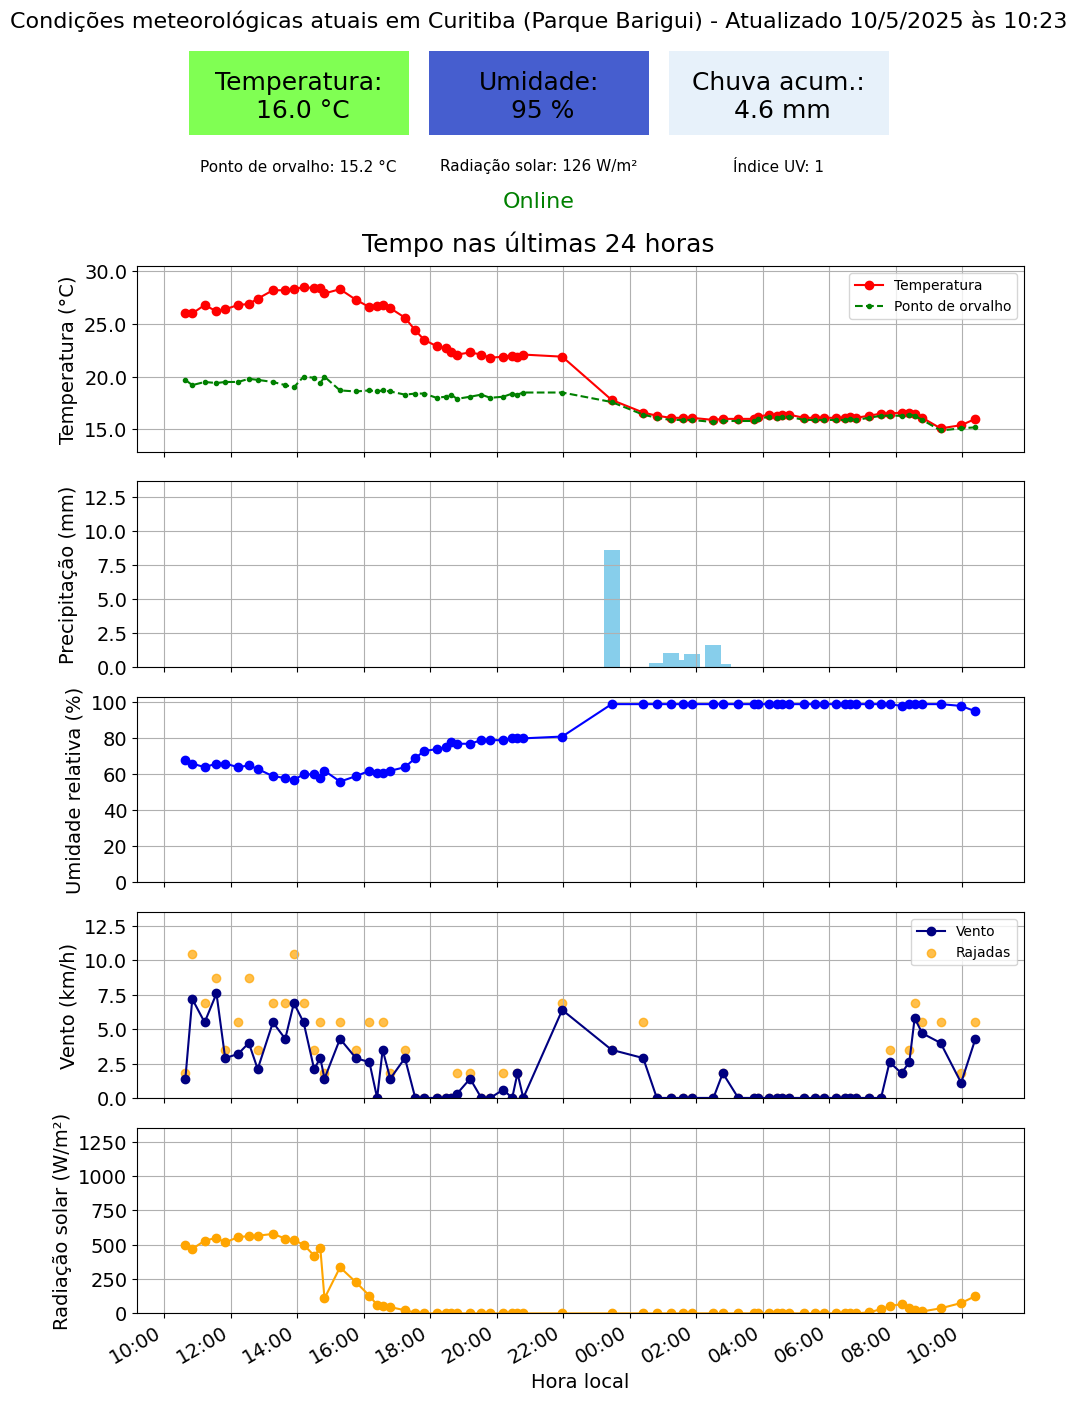 Condições meteorológicas atuais em Curitiba (Parque Barigui) - Atualizado 10/5/2025 às 10:23
Temperatura:
16.0 °C
Umidade:
95 %
Chuva acum.:
4.6 mm
Ponto de orvalho: 15.2 °C
Radiação solar: 126 W/m²
Índice UV: 1
Online
Tempo nas últimas 24 horas
Temperatura (°C)
30.0
25.0
20.0
15.0
Temperatura
Ponto de orvalho
Precipitação (mm)
12.5
10.0
7.5
5.0
2.5
0.0
Umidade relativa (%)
100
80
60
40
20
0
Vento (km/h)
12.5
10.0
7.5
5.0
2.5
0.0
Vento
Rajadas
Radiação solar (W/m²)
1250
1000
750
500
250
0
10:00
12:00
14:00
16:00
18:00
20:00
22:00
00:00
02:00
04:00
06:00
08:00
10:00
Hora local